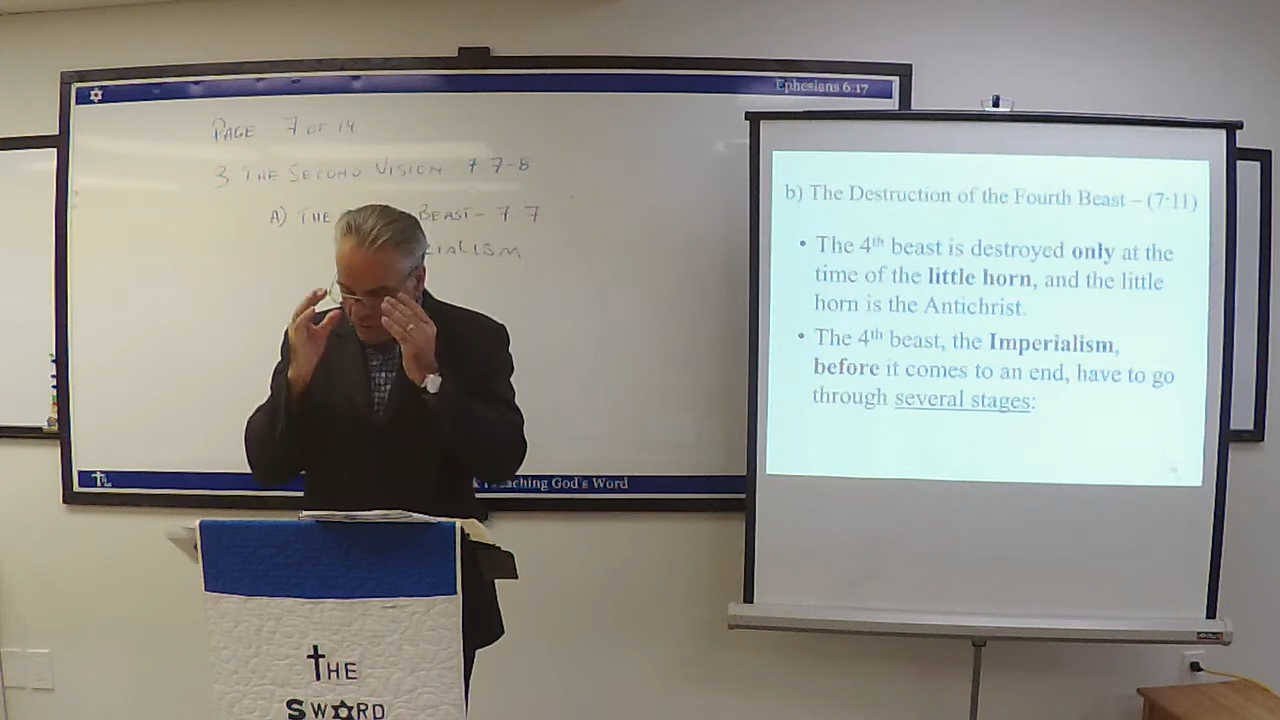 Ephesians 6:17
PAGE 7 OF 14
3 THE SECOND VISION 7 7-8
A) THE BEAST - 7.7
IALISM
aching God's Word
b) The Destruction of the Fourth Beast – (7:11)
• The 4th beast is destroyed only at the
time of the little horn, and the little
horn is the Antichrist.
• The 4th beast, the Imperialism,
before it comes to an end, have to go
through several stages:
THE
SWORD